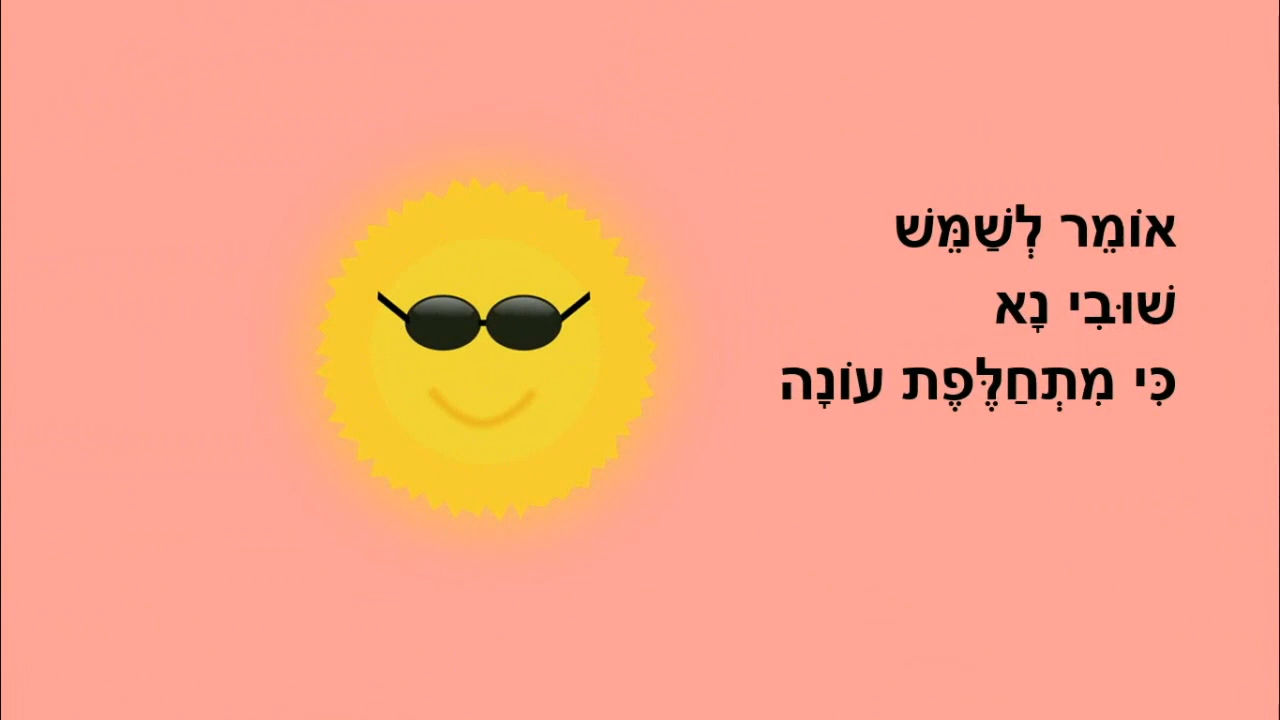 אוֹמֵר לְשַׁמֵּשׁ
שׁוּבִי נָא
כִּי מִתְחַלֶּפֶת עוֹנָה